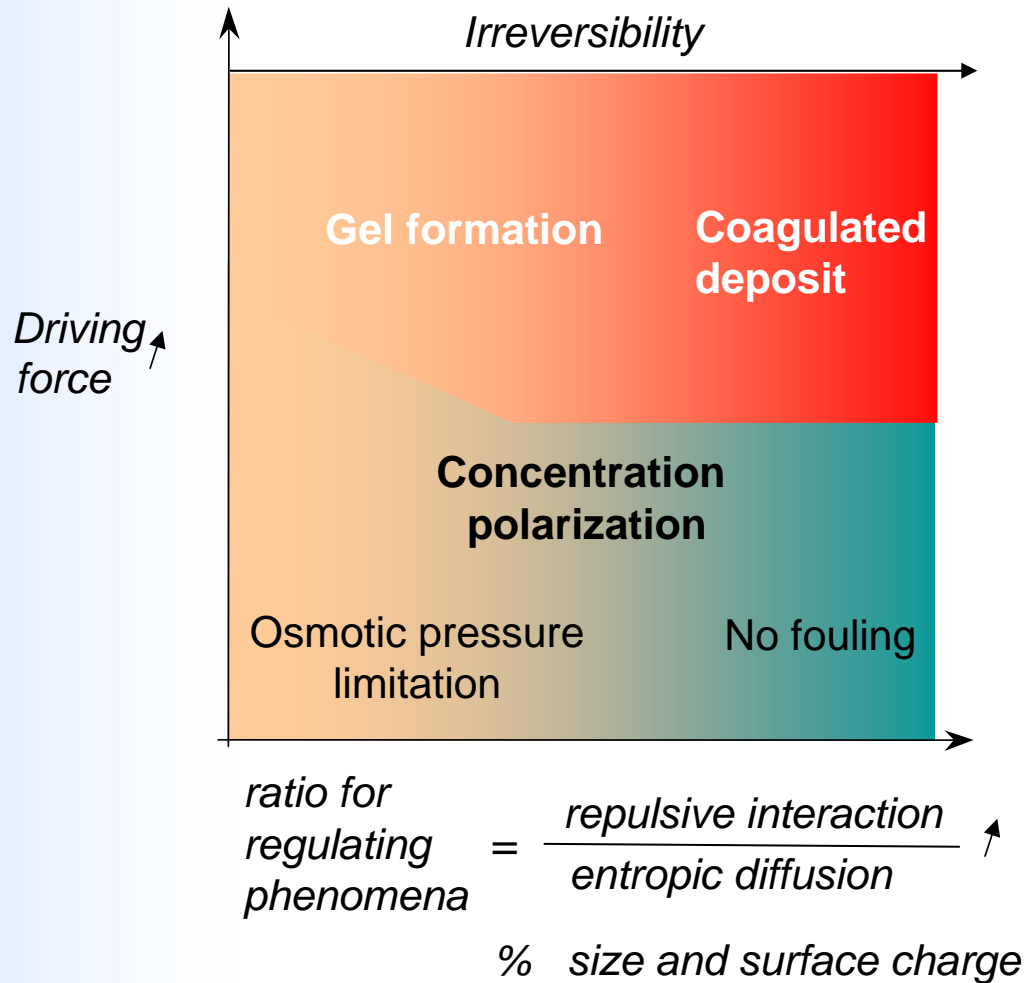 Irreversibility
Gel formation
Coagulated
deposit
Driving
force
Concentration
polarization
Osmotic pressure
limitation
No fouling
ratio for
regulating
phenomena
=
repulsive interaction
entropic diffusion
% size and surface charge